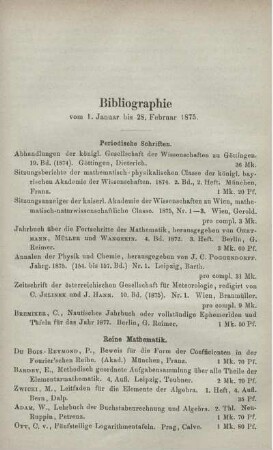 Bibliographie
vom 1. Januar bis 28. Februar 1875.
Periodische Schriften.
Abhandlungen der königl. Gesellschaft der Wissenschaften zu Göttingen.
19. Bd. (1874). Göttingen, Dieterich. 36 Mk.
Sitzungsberichte der mathematisch-physikalischen Classe der königl. bay-
rischen Akademie der Wissenschaften. 1874. 2. Bd., 2. Heft. München,
Franz. 1 Mk. 20 Pf.
Sitzungsanzeiger der kaiserl. Akademie der Wissenschaften an Wien, mathe-
matisch-naturwissenschaftliche Classe. 1875, Nr. 1—3. Wien, Gerold.
pro compl. 3 Mk.
Jahrbuch über die Fortschritte der Mathematik, herausgegeben von Ohrt-
mann, Müller und Wangerin. 4. Bd. 1872. 3. Heft. Berlin, G.
Reimer. 2 Mk. 60 Pf.
Annalen der Physik und Chemie, herausgegeben von J. C. Poggendorff.
Jahrg. 1875. (154. bis 151. Bd.) Nr. 1. Leipzig, Barth.
pro compl. 31 Mk.
Zeitschrift der österreichischen Gesellschaft für Meteorologie, redigirt von
C. Jelinek und J. Hann. 10. Bd. (1875). Nr. 1. Wien, Braumüller.
pro compl. 9 Mk.
Bremiker, C., Nautisches Jahrbuch oder vollständige Ephemeriden und
Tafeln für das Jahr 1877. Berlin, G. Reimer. 1 Mk. 50 Pf.
Reine Mathematik.
Du Bois-Reymond, P., Beweis für die Form der Coefficienten in der
Fourier'schen Reihe. (Akad.) München, Franz. 1 Mk. 80 Pf.
Bardey, E., Methodisch geordnete Aufgabensammlung über alle Theile der
Elementarmathematik. 4. Aufl. Leipzig, Teubner. 2 Mk. 70 Pf.
Zwicki, M., Leitfaden für die Elemente der Algebra. 1. Heft. 4. Aufl.
Bern, Dalp. 35 Pf.
Adam, W., Lehrbuch der Buchstabenrechnung und Algebra. 2. Thl. Neu-
Ruppin, Petrenz. 1 Mk. 60 Pf.
Ott, C. v., Fünfstellige Logarithmentafeln. Prag, Calve. 1 Mk. 80 Pf.